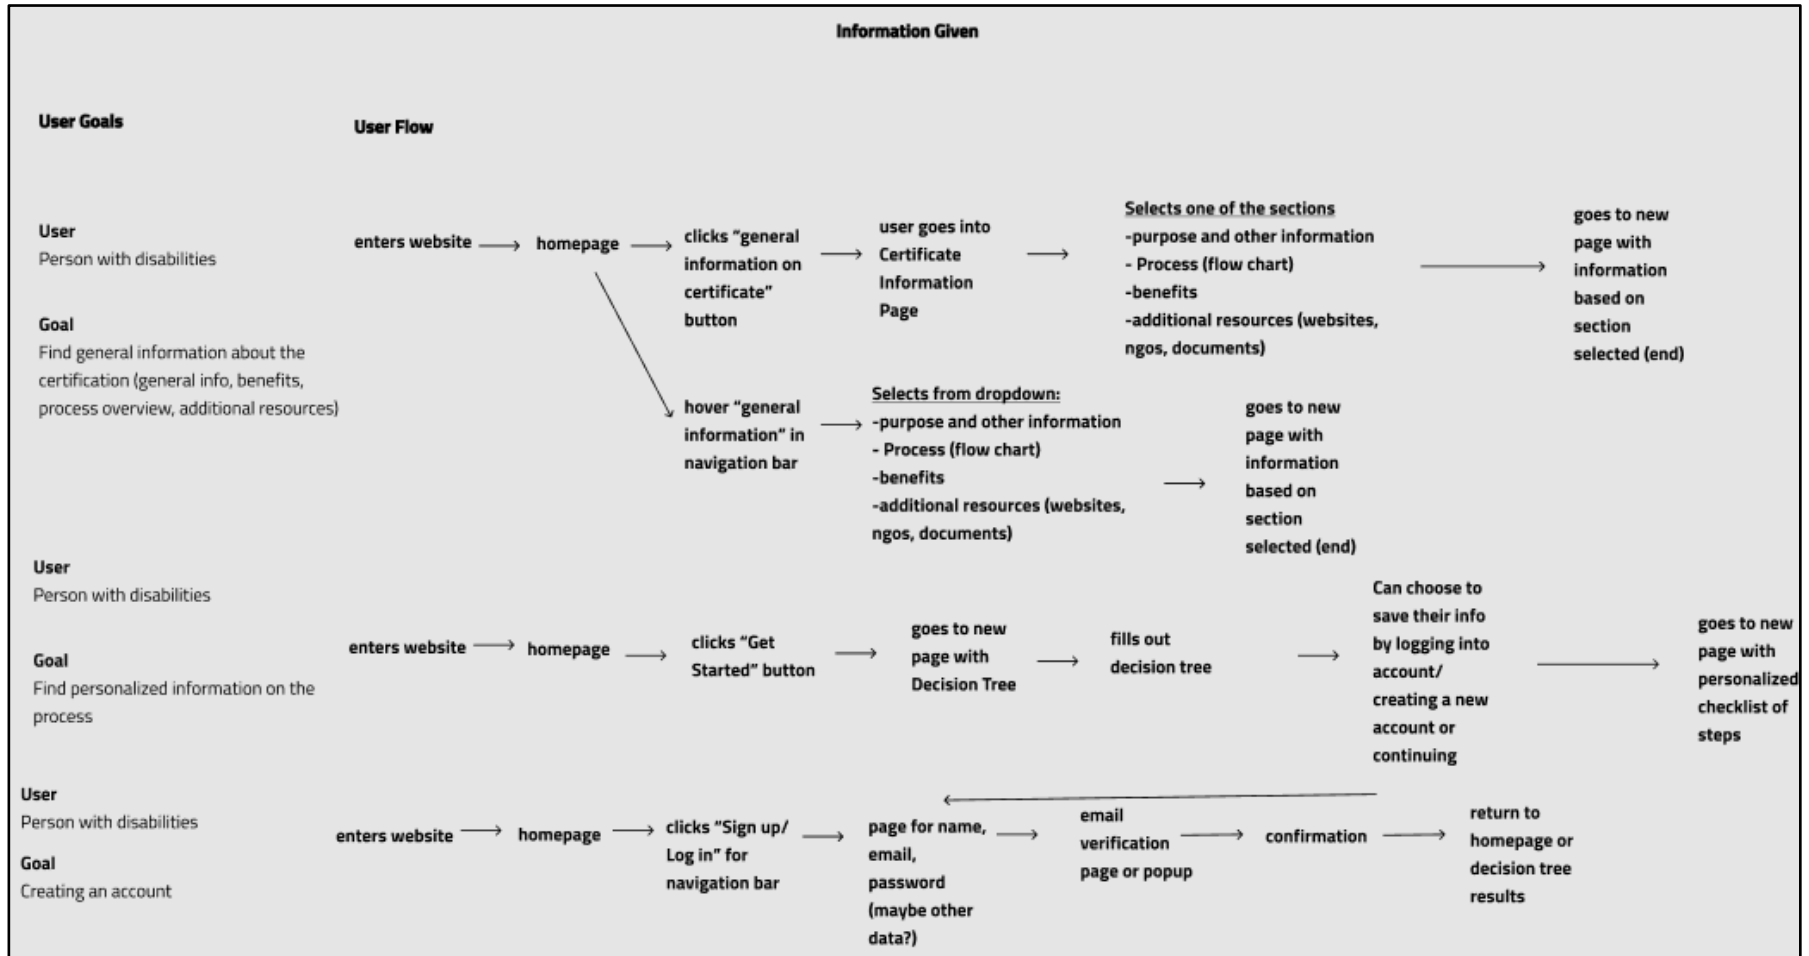 Information Given
User Goals
User Flow
User
Person with disabilities
Goal
Find general information about the
certification (general info, benefits,
process overview, additional resources)
enters website
homepage
clicks “general
information on
certificate”
button
user goes into
Certificate
Information
Page
Selects one of the sections
-purpose and other information
- Process (flow chart)
-benefits
-additional resources (websites,
ngos, documents)
goes to new
page with
information
based on
section
selected (end)
hover “general
information” in
navigation bar
Selects from dropdown:
-purpose and other information
- Process (flow chart)
-benefits
-additional resources (websites,
ngos, documents)
goes to new
page with
information
based on
section
selected (end)
User
Person with disabilities
Goal
Find personalized information on the
process
enters website
homepage
clicks “Get
Started” button
goes to new
page with
Decision Tree
fills out
decision tree
Can choose to
save their info
by logging into
account/
creating a new
account or
continuing
goes to new
page with
personalized
checklist of
steps
User
Person with disabilities
Goal
Creating an account
enters website
homepage
clicks “Sign up/
Log in” for
navigation bar
page for name,
email,
password
(maybe other
data?)
email
verification
page or popup
confirmation
return to
homepage or
decision tree
results